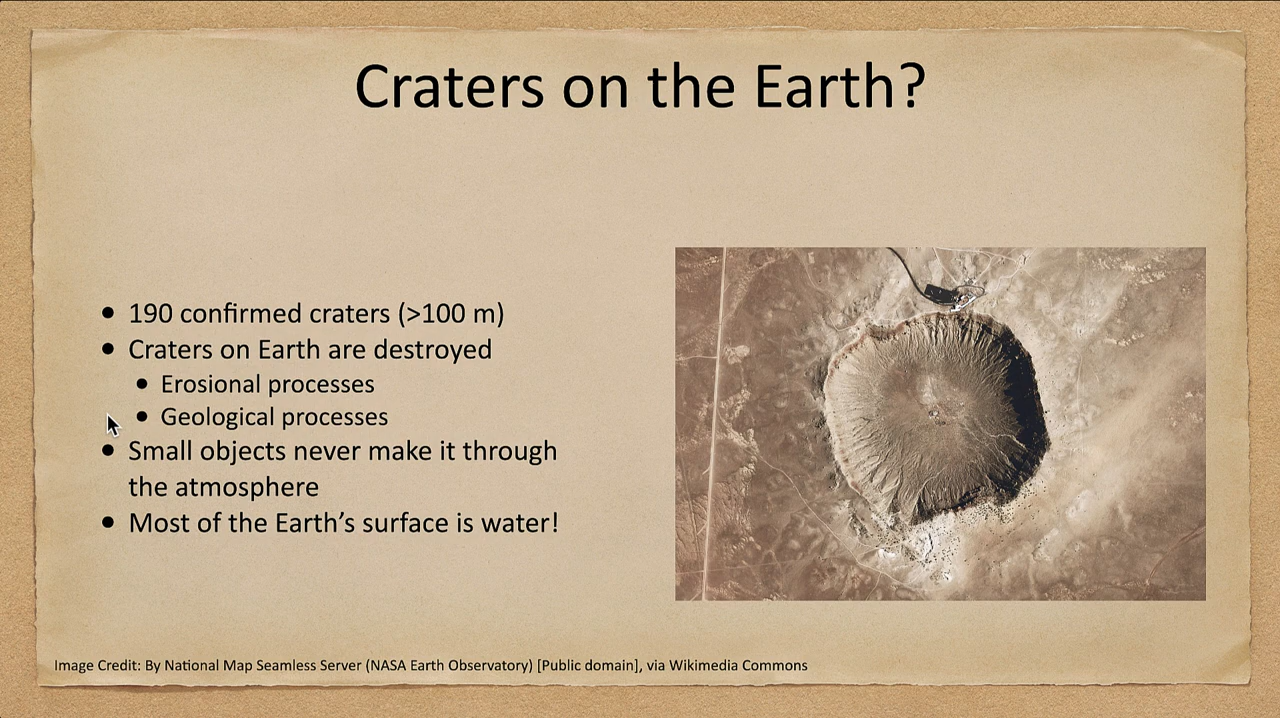 Craters on the Earth?
• 190 confirmed craters (>100 m)
• Craters on Earth are destroyed
• Erosional processes
• Geological processes
• Small objects never make it through
the atmosphere
• Most of the Earth’s surface is water!
Image Credit: By National Map Seamless Server (NASA Earth Observatory) [Public domain], via Wikimedia Commons